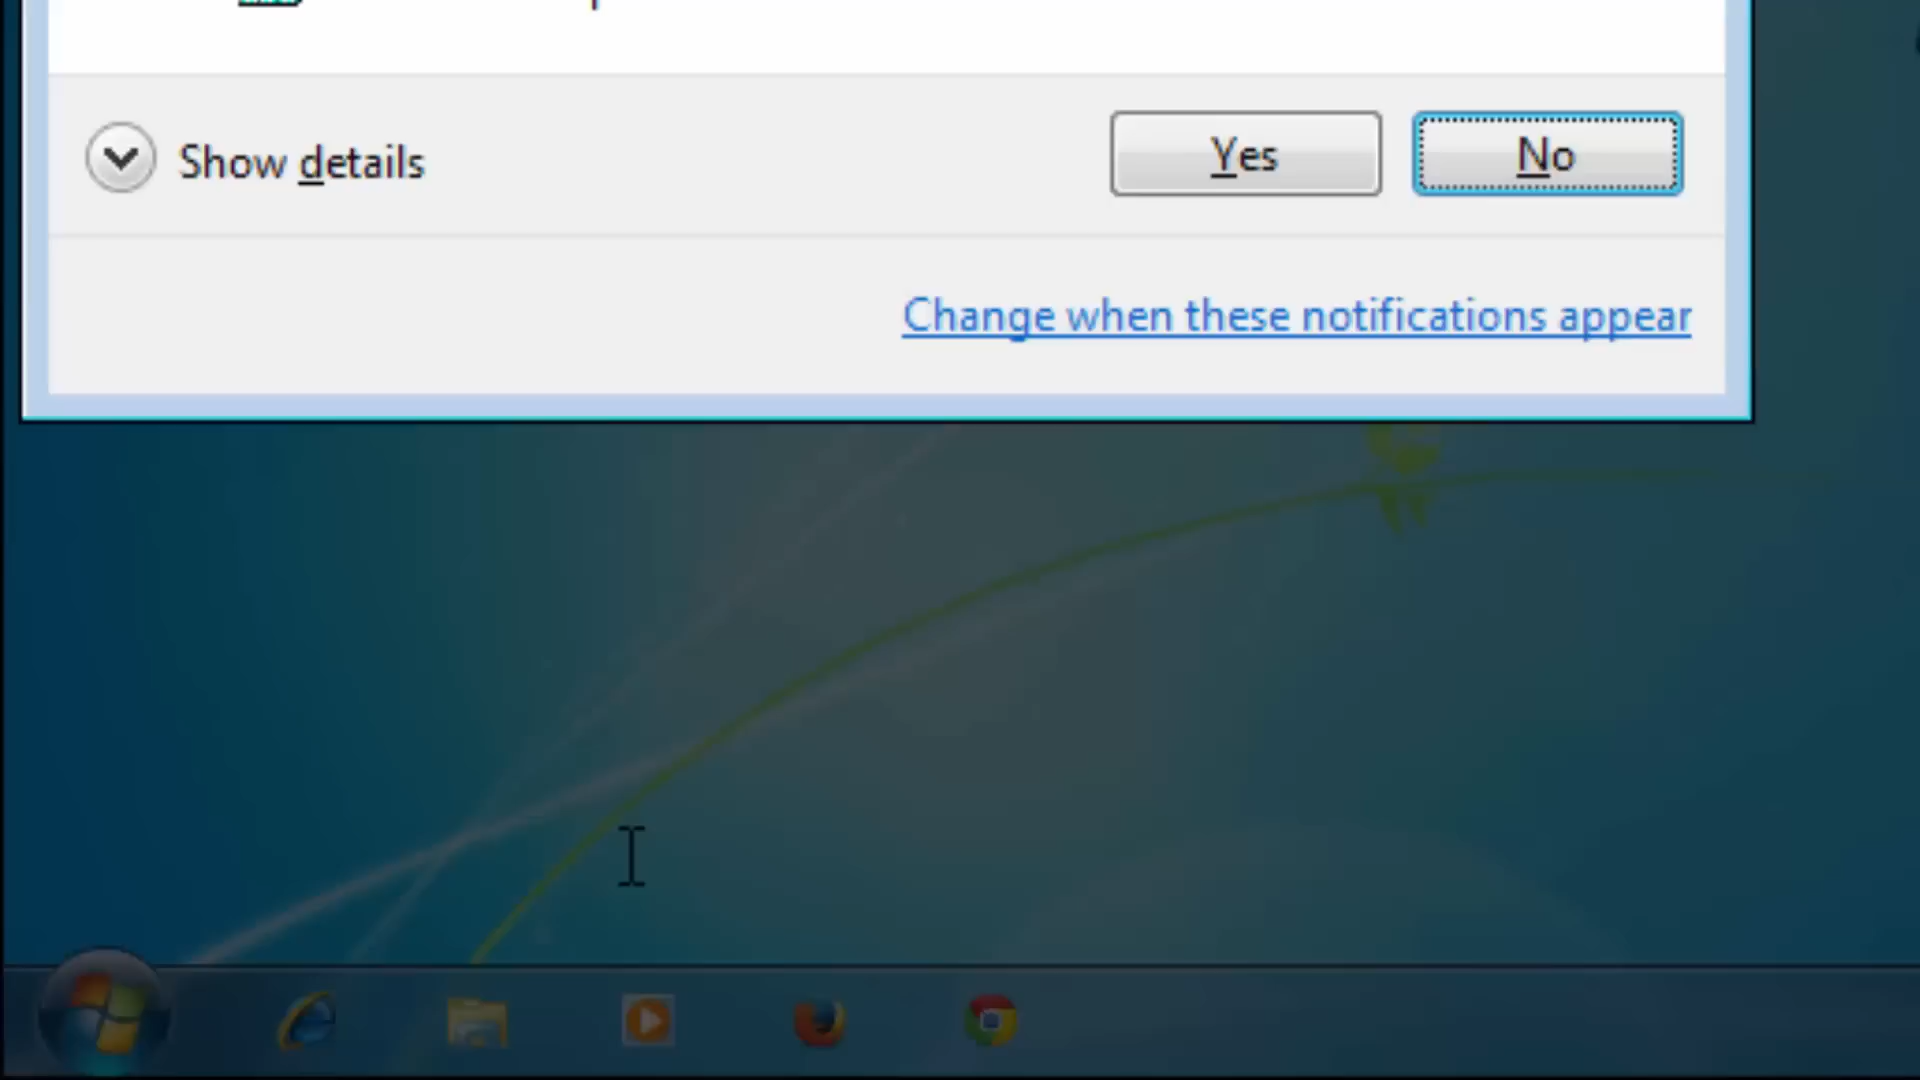 Show details
Yes
No
Change when these notifications appear